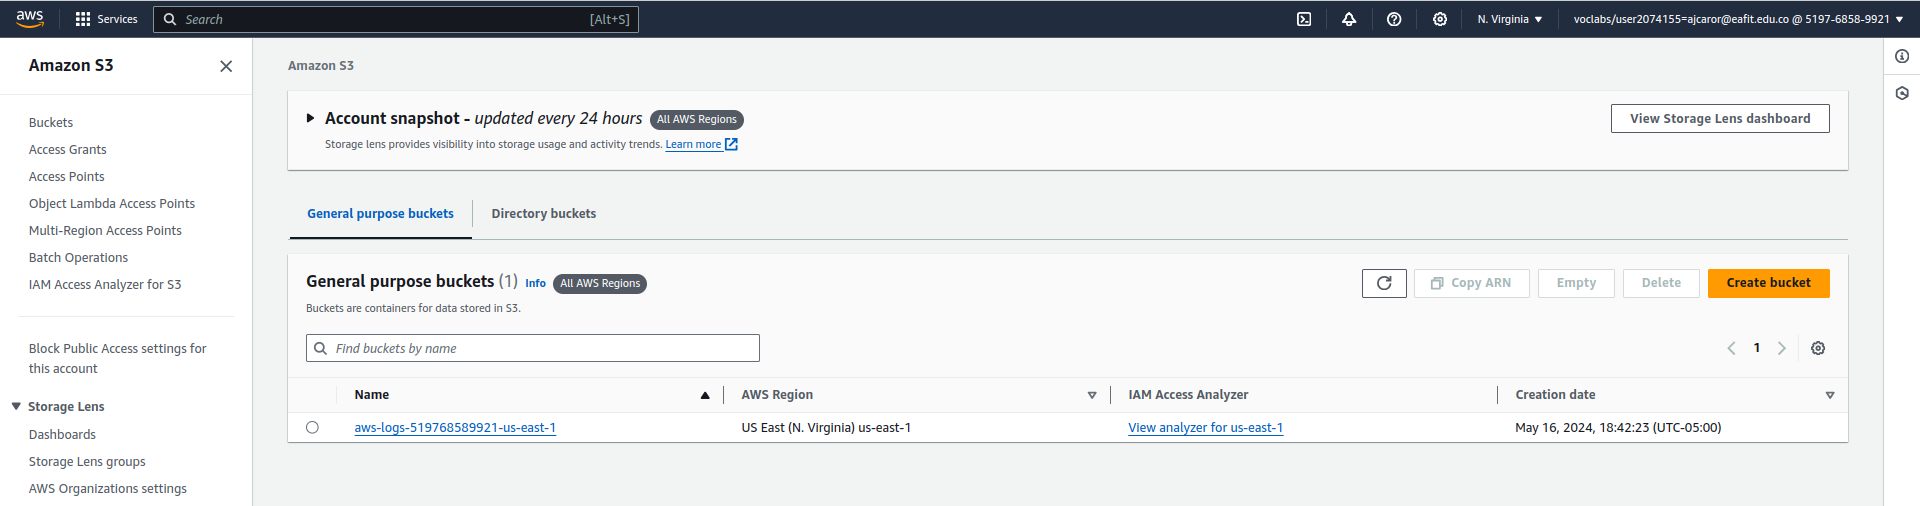 aws Services Search [Alt+S] N. Virginia voclabs/user2074155=ajcaror@eafit.edu.co @ 5197-6858-9921
Amazon S3
Buckets
Access Grants
Access Points
Object Lambda Access Points
Multi-Region Access Points
Batch Operations
IAM Access Analyzer for S3
Block Public Access settings for
this account
Storage Lens
Dashboards
Storage Lens groups
AWS Organizations settings
Amazon S3
Account snapshot - updated every 24 hours All AWS Regions
View Storage Lens dashboard
Storage lens provides visibility into storage usage and activity trends. Learn more
General purpose buckets Directory buckets
General purpose buckets (1) Info All AWS Regions
Copy ARN Empty Delete Create bucket
Buckets are containers for data stored in S3.
Find buckets by name
1
Name AWS Region IAM Access Analyzer Creation date
aws-logs-519768589921-us-east-1 US East (N. Virginia) us-east-1 View analyzer for us-east-1 May 16, 2024, 18:42:23 (UTC-05:00)